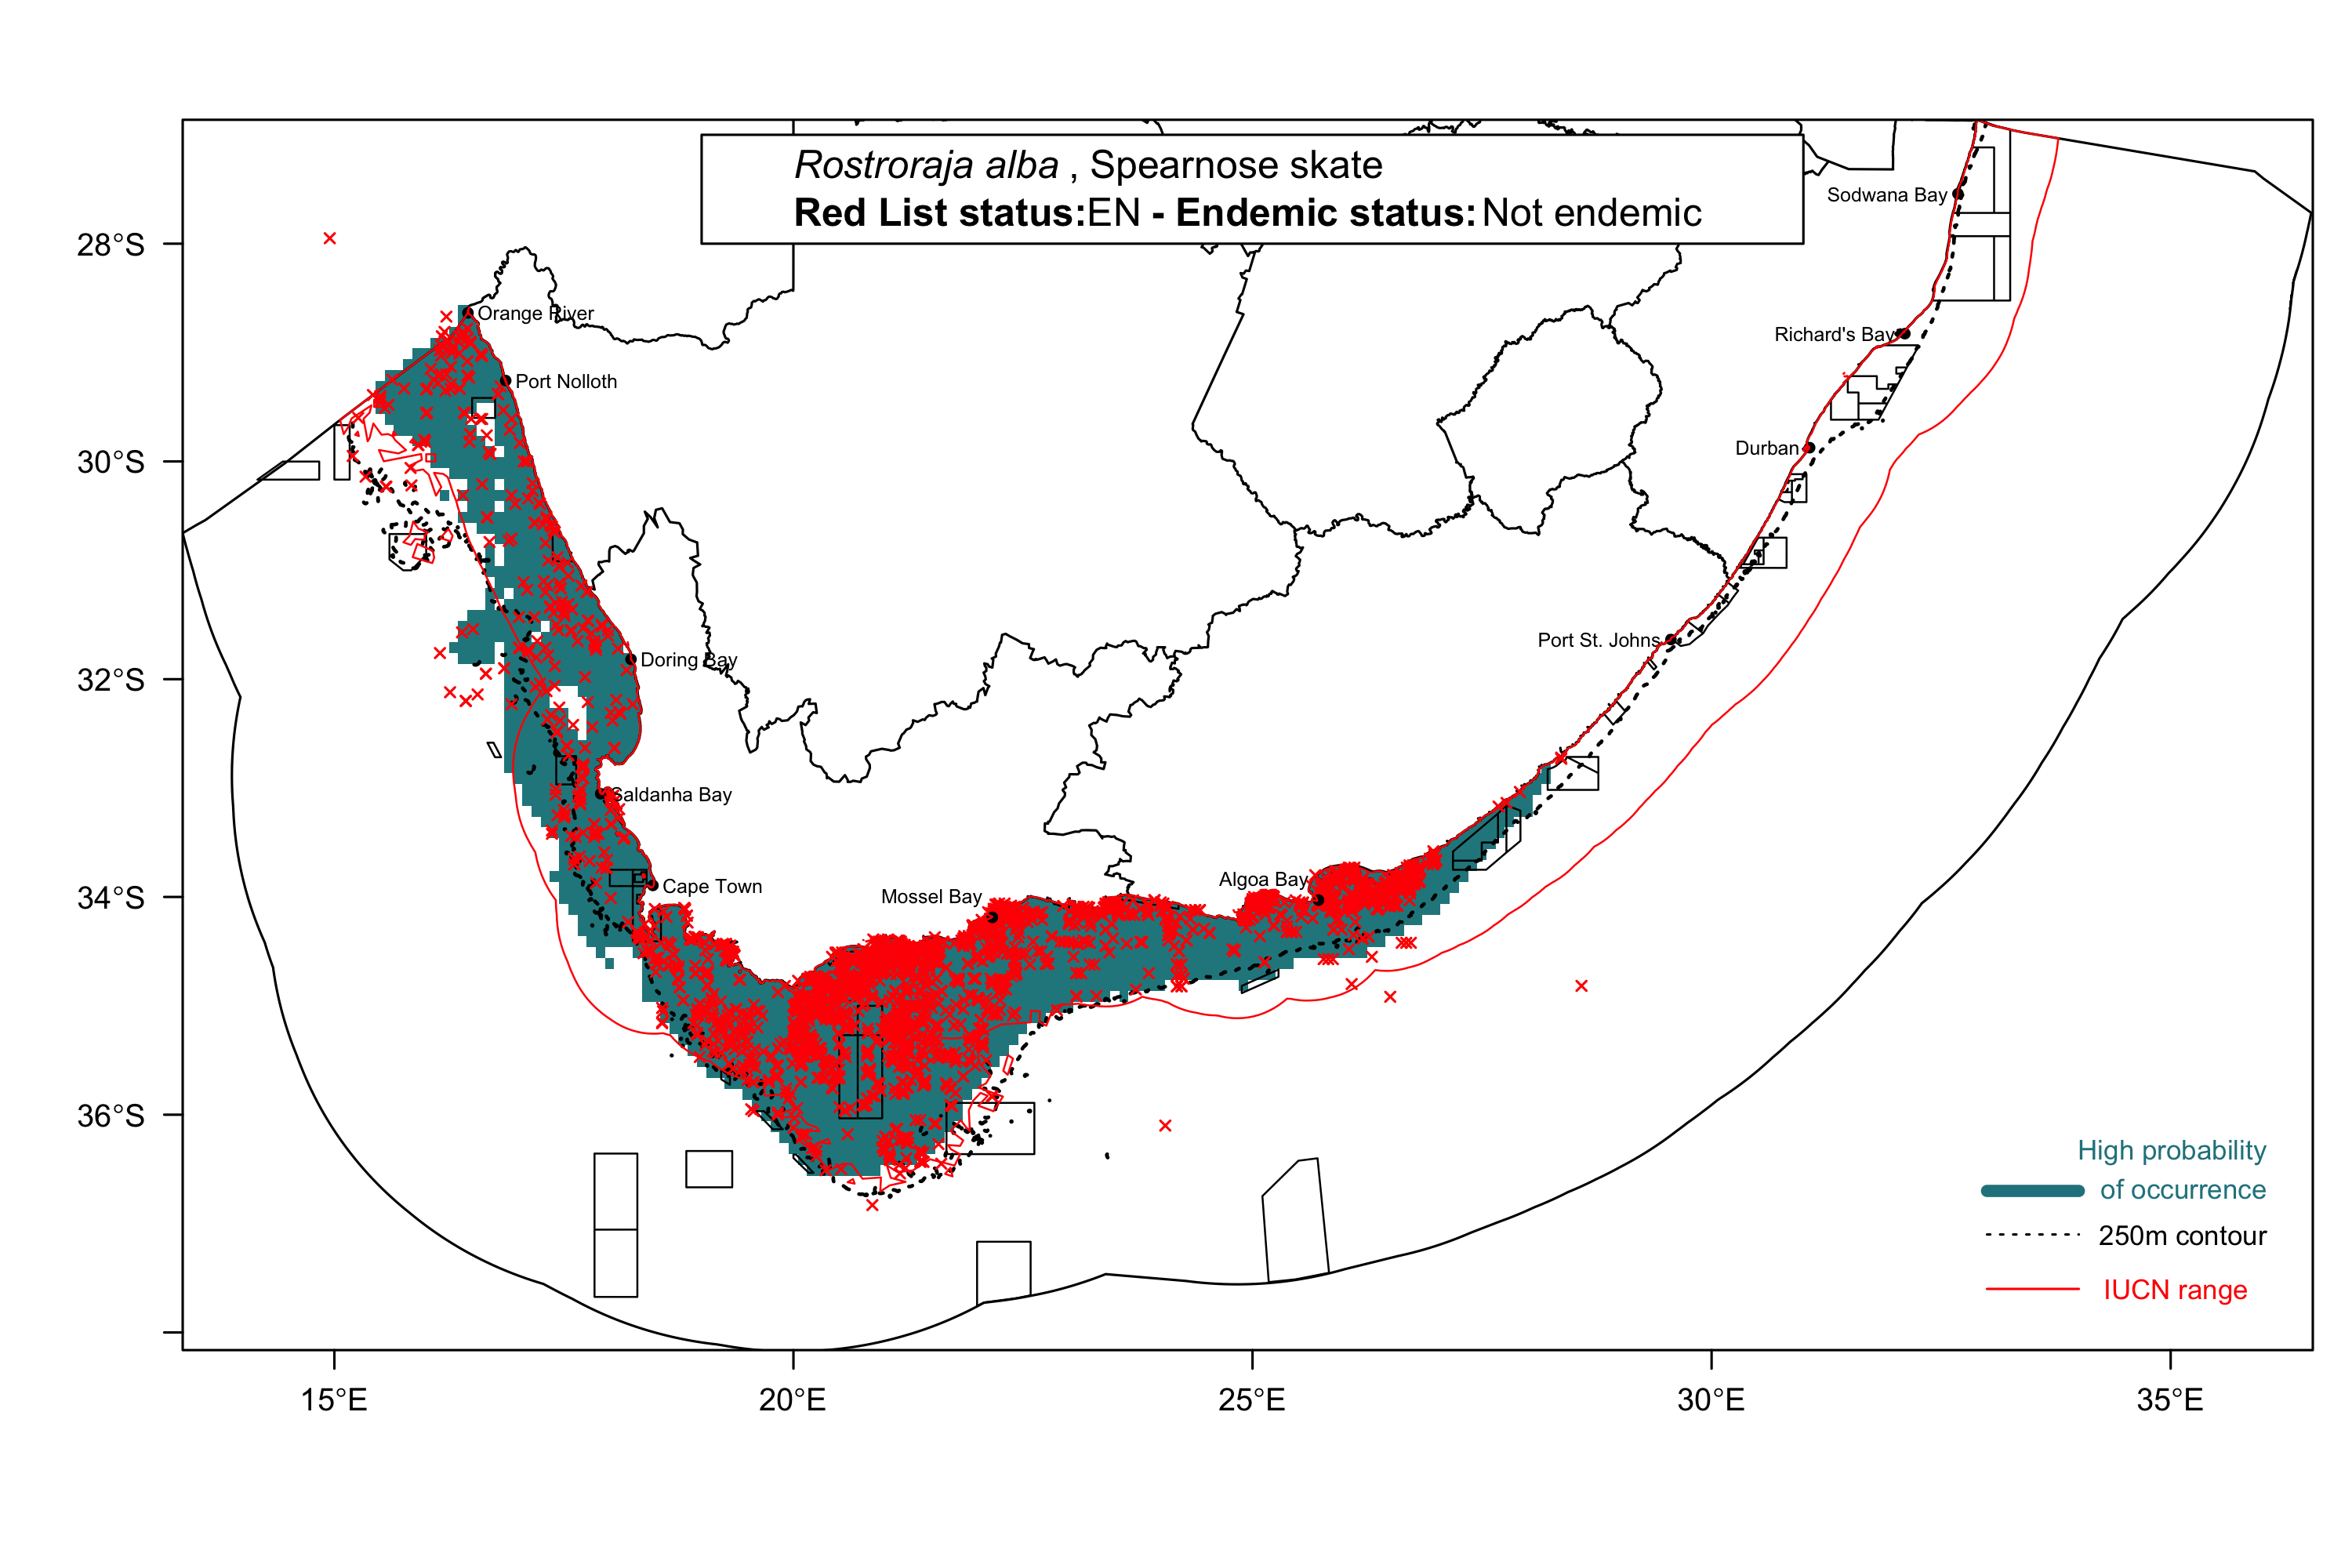 Rostroraja alba , Spearnose skate
Red List status:EN - Endemic status: Not endemic
28°S
30°S
32°S
34°S
36°S
15°E
20°E
25°E
30°E
35°E
Sodwana Bay
Orange River
Richard's Bay
Port Nolloth
Durban
Port St. Johns
Doring Bay
Saldanha Bay
Algoa Bay
Cape Town
Mossel Bay
High probability
of occurrence
250m contour
IUCN range